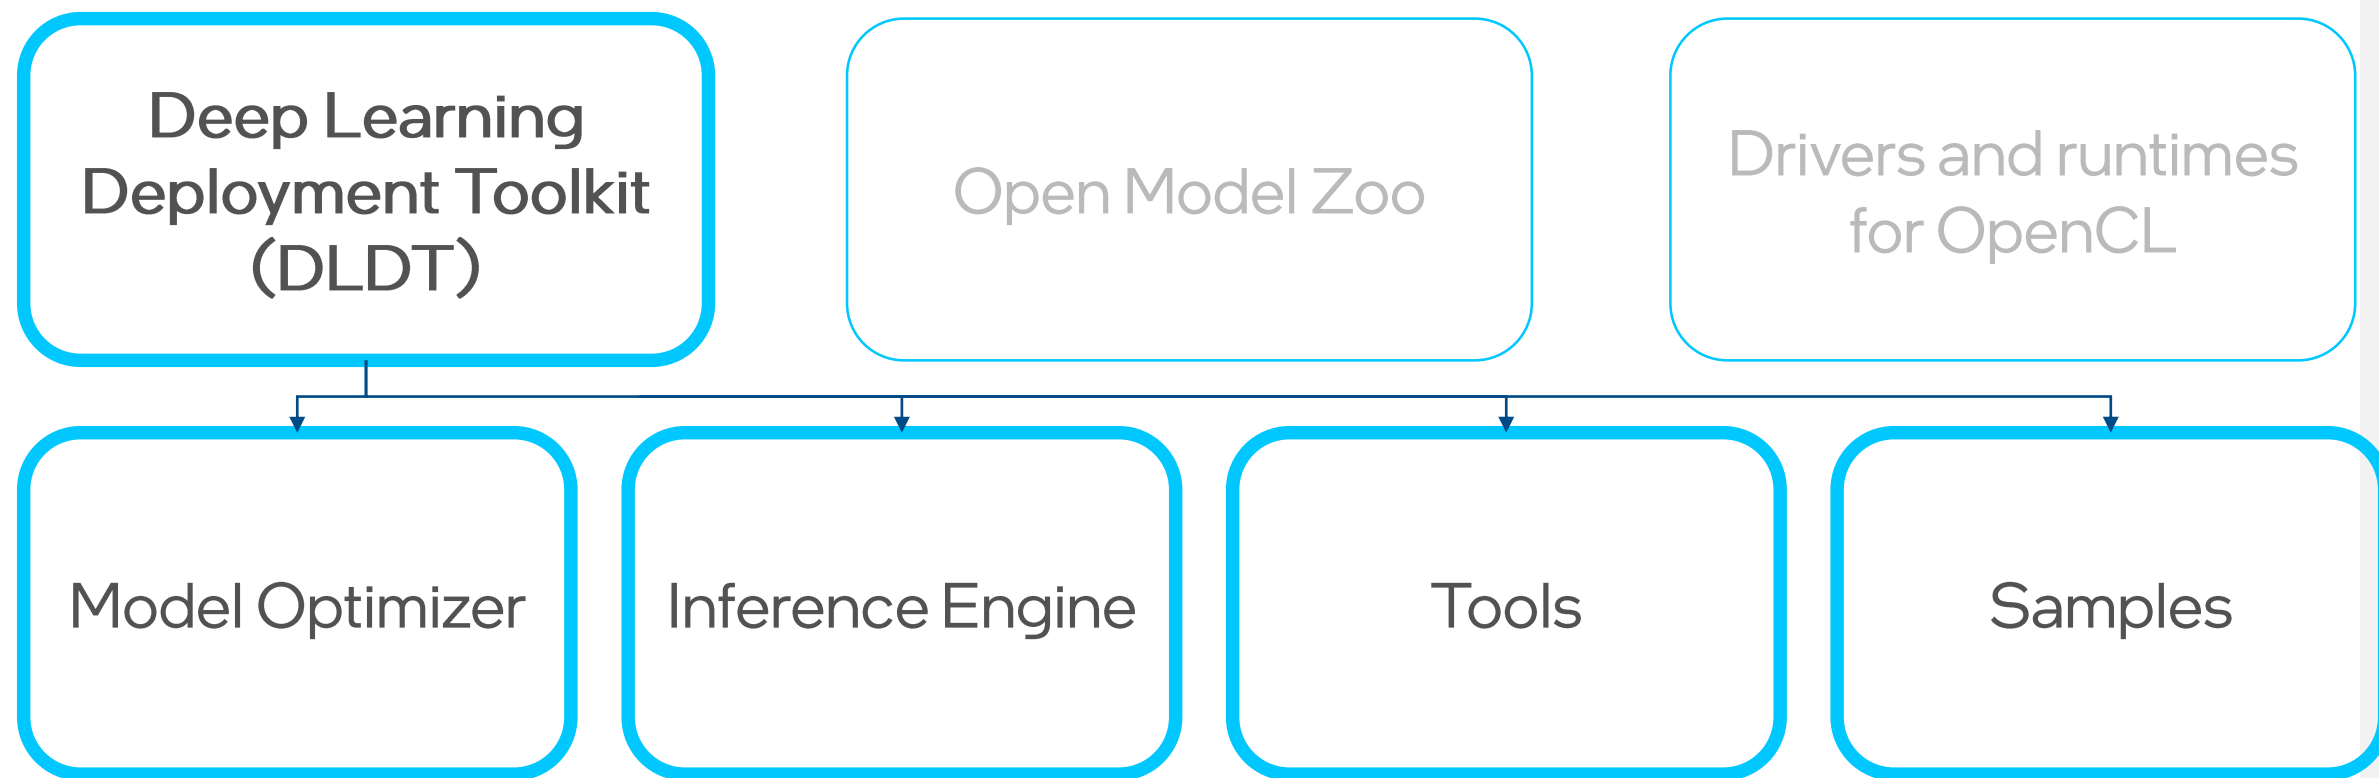 Deep Learning
Deployment Toolkit
(DLDT)
Open Model Zoo
Drivers and runtimes
for OpenCL
Model Optimizer
Inference Engine
Tools
Samples